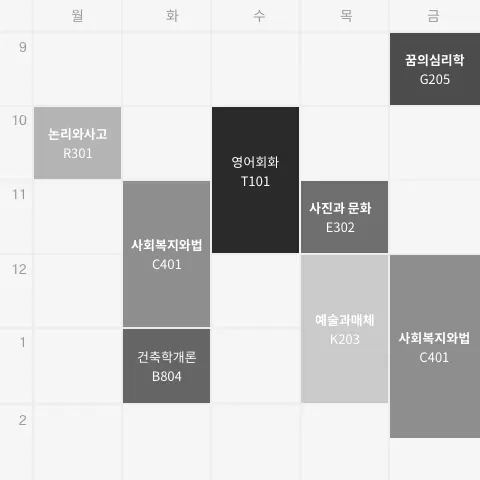 월 화 수 목 금
9
꿈의심리학
G205
10
논리와사고
R301
영어회화
T101
11
사회복지와법
C401
사진과 문화
E302
12
예술과매체
K203
사회복지와법
C401
1
건축학개론
B804
2